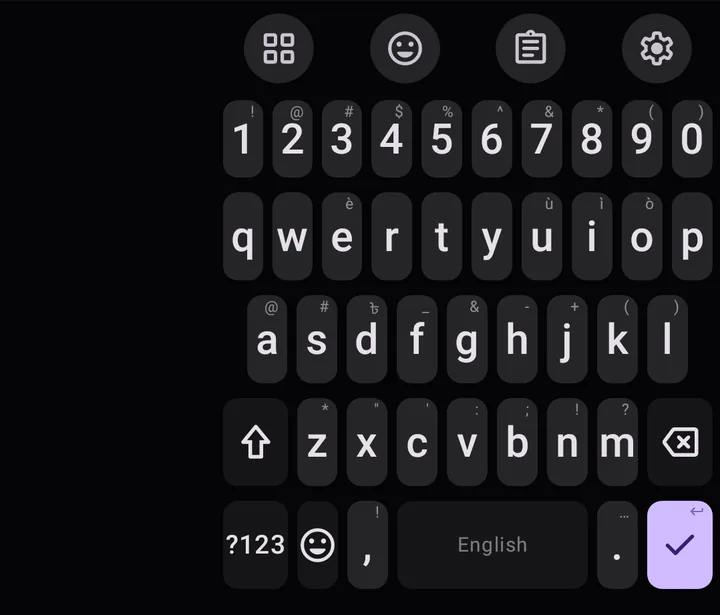 ! @ # $ % ^ & * ( )
1 2 3 4 5 6 7 8 9 0
è ù ì ò
q w e r t y u i o p
@ # ъ _ & - + ( )
a s d f g h j k l
* " ' : ; ! ?
z x c v b n m
! …
?123 , English .